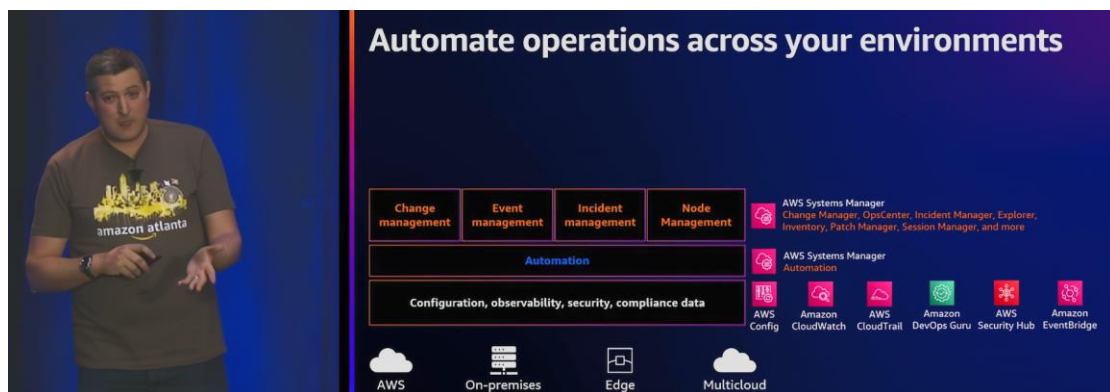 Automate operations across your environments
amazon atlanta
Change
management
Event
management
Incident
management
Node
Management
AWS Systems Manager
Change Manager, OpsCenter, Incident Manager, Explorer,
Inventory, Patch Manager, Session Manager, and more
Automation
AWS Systems Manager
Automation
Configuration, observability, security, compliance data
AWS
Config
Amazon
CloudWatch
AWS
CloudTrail
Amazon
DevOps Guru
AWS
Security Hub
Amazon
EventBridge
AWS
On-premises
Edge
Multicloud